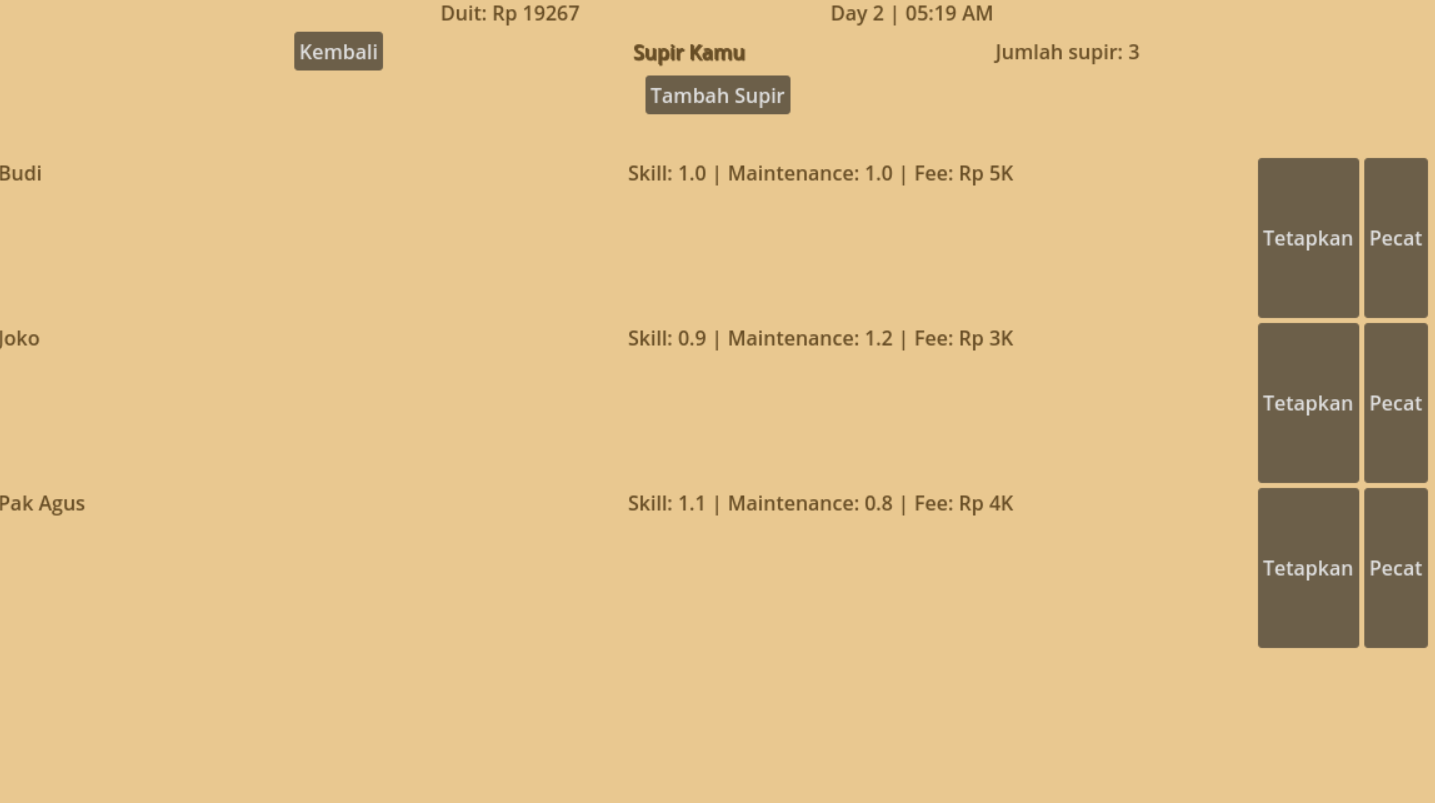 Duit: Rp 19267 Day 2 | 05:19 AM
Kembali Supir Kamu Jumlah supir: 3
Tambah Supir
Budi Skill: 1.0 | Maintenance: 1.0 | Fee: Rp 5K
Tetapkan Pecat
Joko Skill: 0.9 | Maintenance: 1.2 | Fee: Rp 3K
Tetapkan Pecat
Pak Agus Skill: 1.1 | Maintenance: 0.8 | Fee: Rp 4K
Tetapkan Pecat